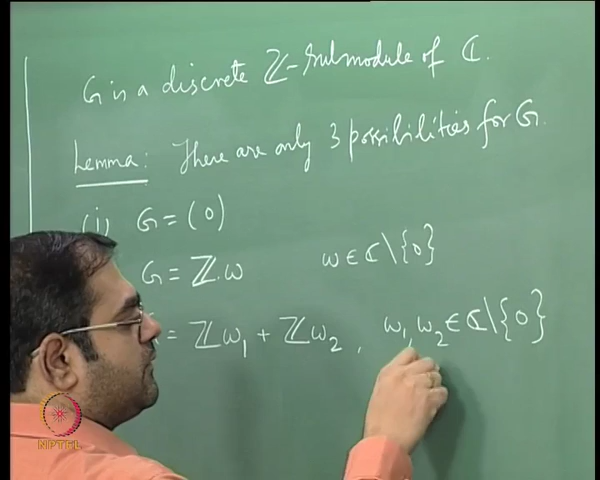 G is a discrete ℤ-submodule of ℂ.
Lemma: There are only 3 possibilities for G.
(i) G = (0)
G = ℤ.ω ω ∈ ℂ\{0}
= ℤω₁ + ℤω₂, ω₁, ω₂ ∈ ℂ\{0}
NPTEL